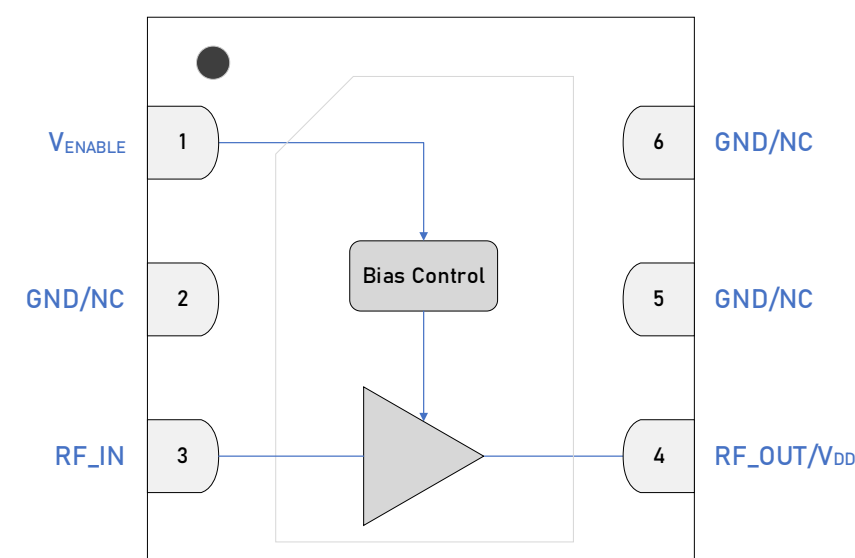 VENABLE 1 6 GND/NC
Bias Control
GND/NC 2 5 GND/NC
RF_IN 3 4 RF_OUT/VDD